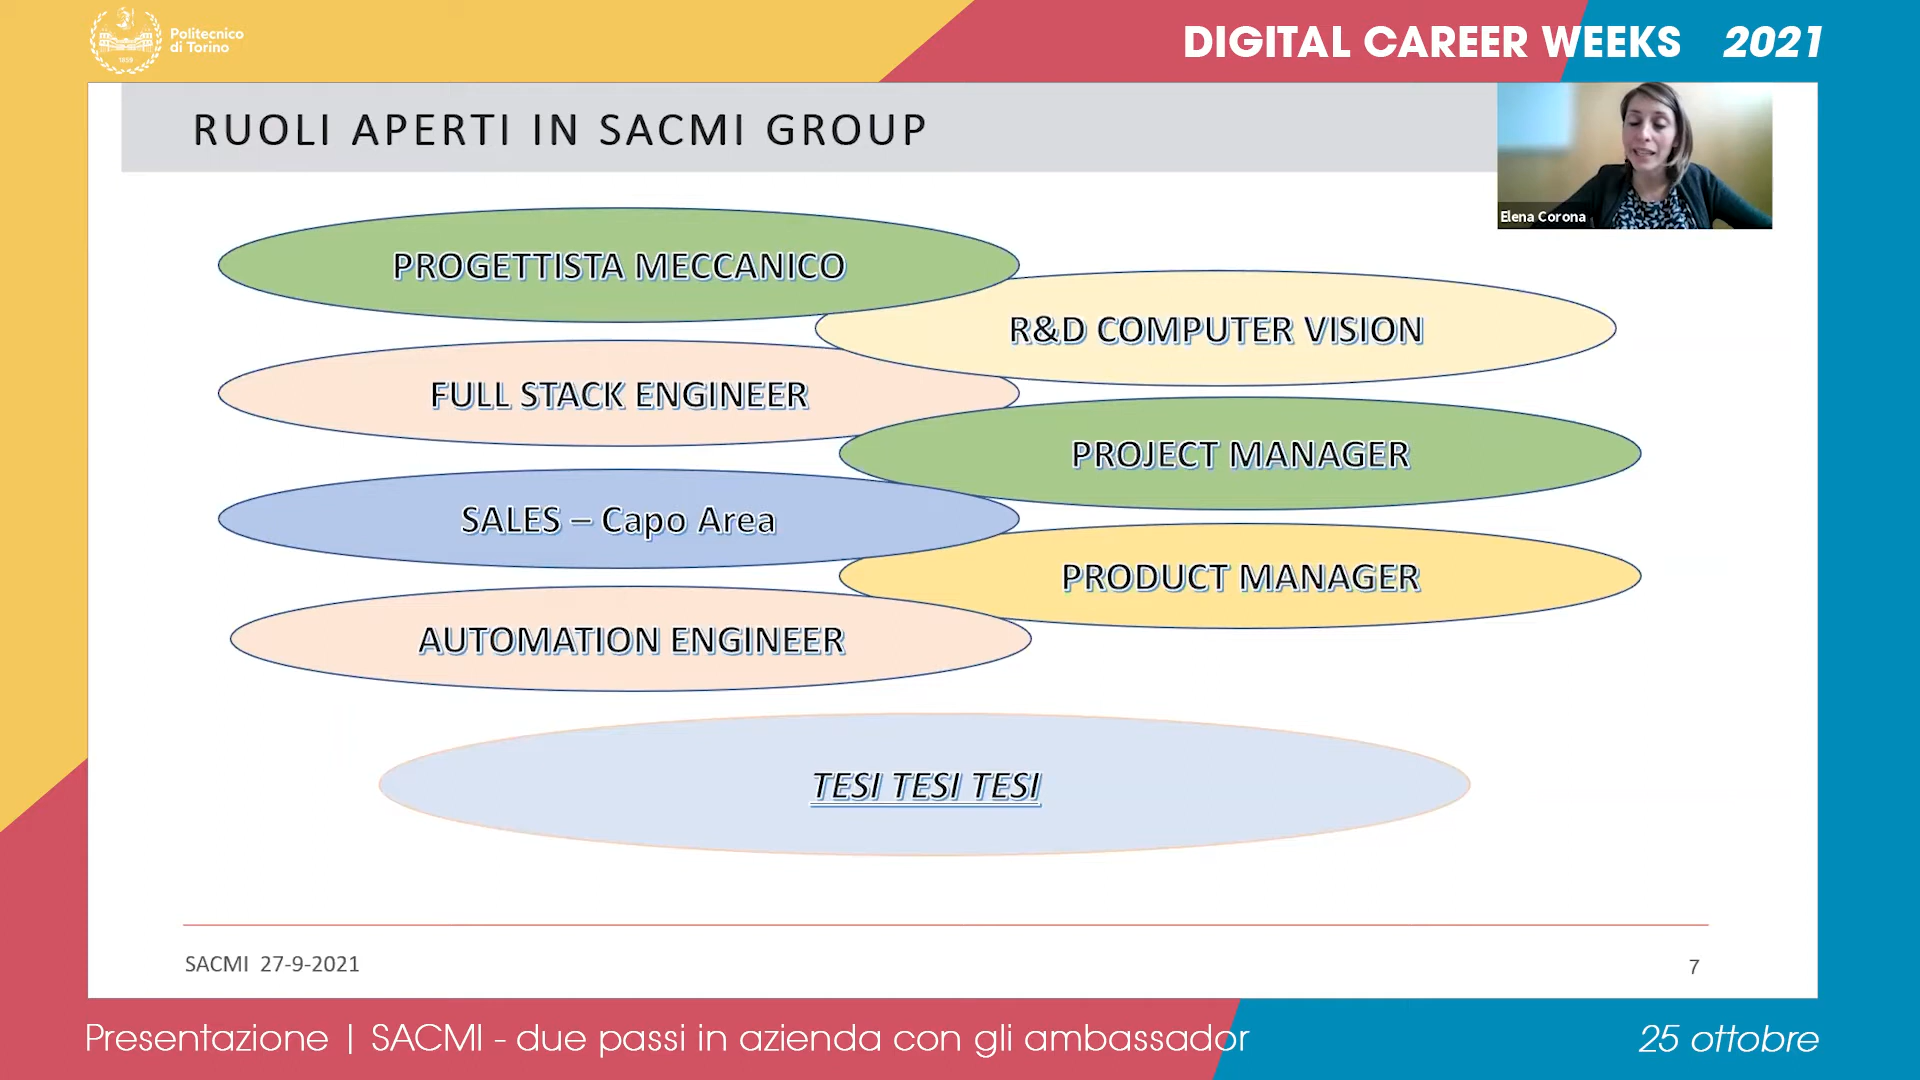 Politecnico
di Torino
1859
DIGITAL CAREER WEEKS 2021
RUOLI APERTI IN SACMI GROUP
Elena Corona
PROGETTISTA MECCANICO
R&D COMPUTER VISION
FULL STACK ENGINEER
PROJECT MANAGER
SALES – Capo Area
PRODUCT MANAGER
AUTOMATION ENGINEER
TESI TESI TESI
SACMI 27-9-2021
7
Presentazione | SACMI - due passi in azienda con gli ambassador
25 ottobre